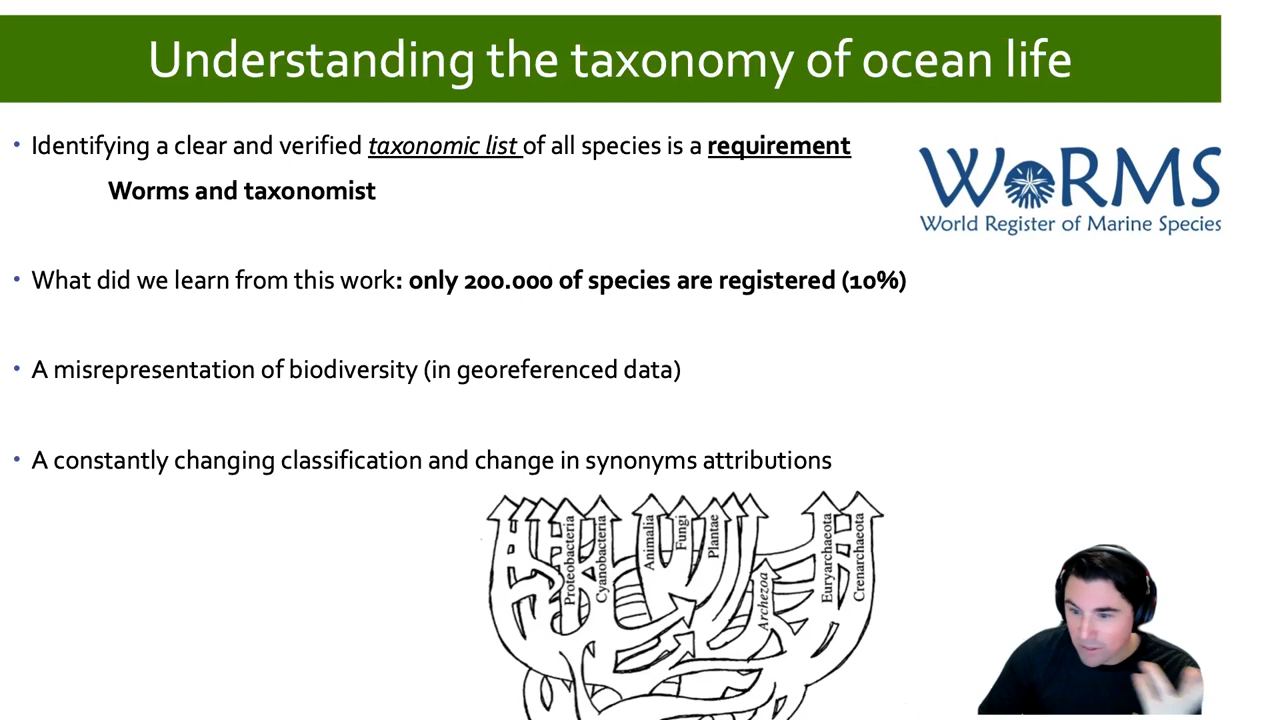 Understanding the taxonomy of ocean life
• Identifying a clear and verified taxonomic list of all species is a requirement
Worms and taxonomist
WoRMS
World Register of Marine Species
• What did we learn from this work: only 200.000 of species are registered (10%)
• A misrepresentation of biodiversity (in georeferenced data)
• A constantly changing classification and change in synonyms attributions
Proteobacteria
Cyanobacteria
Animalia
Fungi
Plantae
Archezoa
Euryarchaeota
Crenarchaeota